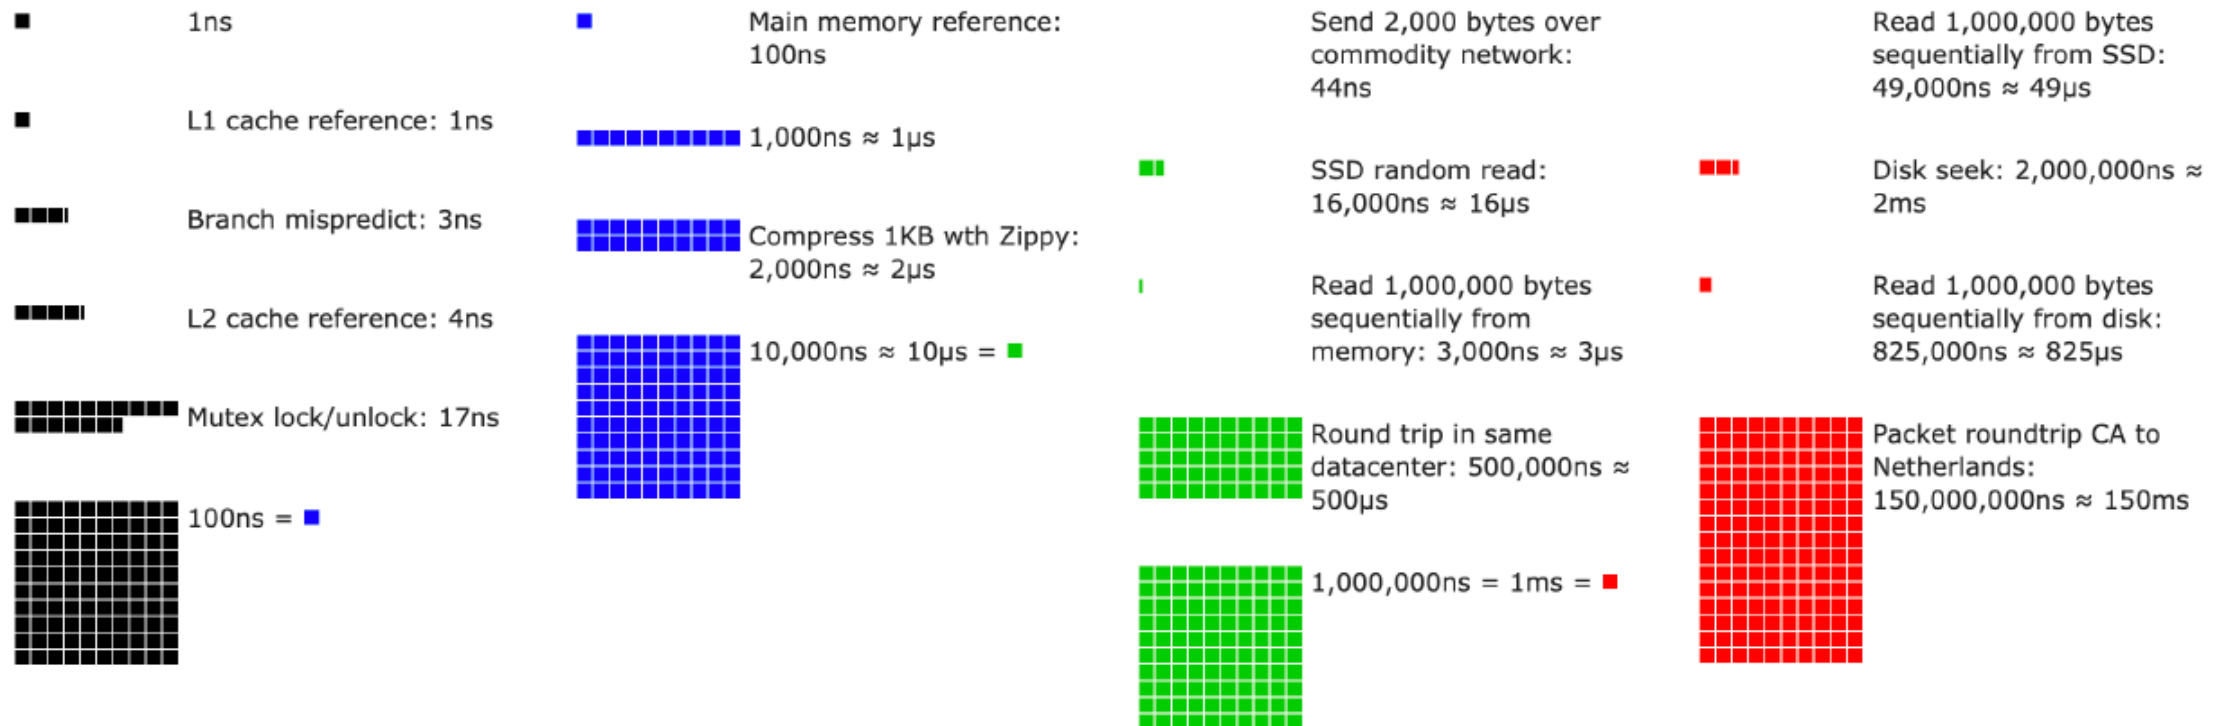 1ns
L1 cache reference: 1ns
Branch mispredict: 3ns
L2 cache reference: 4ns
Mutex lock/unlock: 17ns
100ns =
Main memory reference:
100ns
1,000ns ≈ 1μs
Compress 1KB wth Zippy:
2,000ns ≈ 2μs
10,000ns ≈ 10μs =
Send 2,000 bytes over
commodity network:
44ns
SSD random read:
16,000ns ≈ 16μs
Read 1,000,000 bytes
sequentially from
memory: 3,000ns ≈ 3μs
Round trip in same
datacenter: 500,000ns ≈
500μs
1,000,000ns = 1ms =
Read 1,000,000 bytes
sequentially from SSD:
49,000ns ≈ 49μs
Disk seek: 2,000,000ns ≈
2ms
Read 1,000,000 bytes
sequentially from disk:
825,000ns ≈ 825μs
Packet roundtrip CA to
Netherlands:
150,000,000ns ≈ 150ms